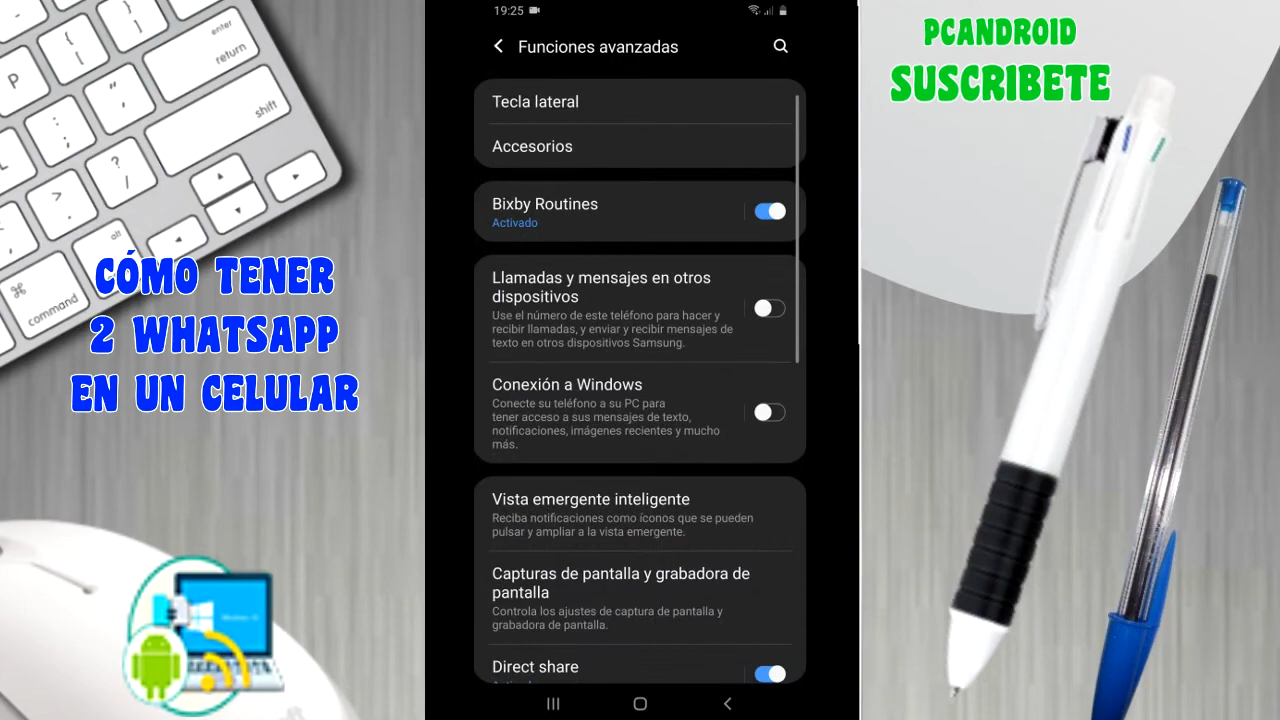 PCANDROID
SUSCRIBETE
CÓMO TENER
2 WHATSAPP
EN UN CELULAR
19:25
Funciones avanzadas
Tecla lateral
Accesorios
Bixby Routines
Activado
Llamadas y mensajes en otros
dispositivos
Use el número de este teléfono para hacer y
recibir llamadas, y enviar y recibir mensajes de
texto en otros dispositivos Samsung.
Conexión a Windows
Conecte su teléfono a su PC para
tener acceso a sus mensajes de texto,
notificaciones, imágenes recientes y mucho
más.
Vista emergente inteligente
Reciba notificaciones como íconos que se pueden
pulsar y ampliar a la vista emergente.
Capturas de pantalla y grabadora de
pantalla
Controla los ajustes de captura de pantalla y
grabadora de pantalla.
Direct share
enter
return
shift
alt
command
P